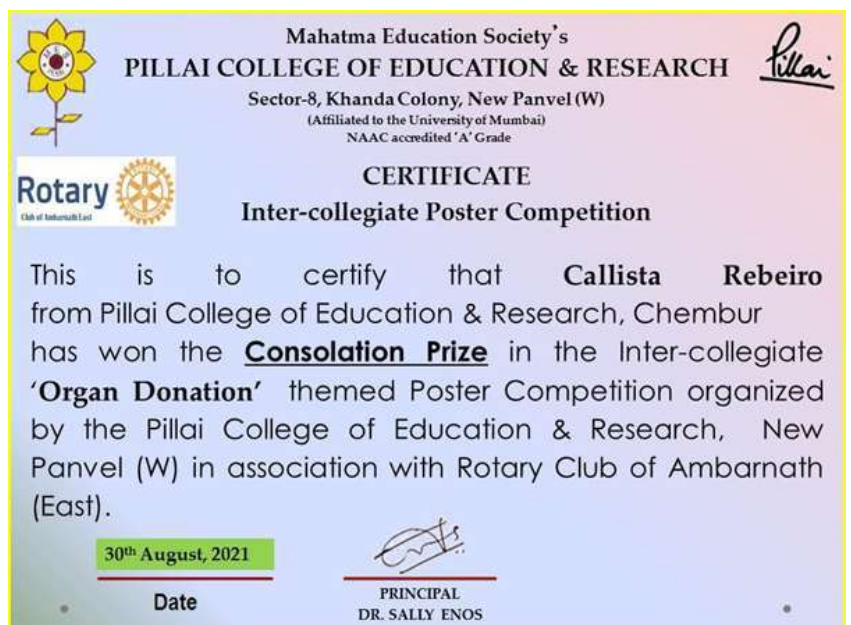 Mahatma Education Society's
PILLAI COLLEGE OF EDUCATION & RESEARCH
Pillai
Sector-8, Khanda Colony, New Panvel (W)
(Affiliated to the University of Mumbai)
NAAC accredited 'A' Grade
Rotary
Club of Ambarnath East
CERTIFICATE
Inter-collegiate Poster Competition
This is to certify that Callista Rebeiro
from Pillai College of Education & Research, Chembur
has won the Consolation Prize in the Inter-collegiate
'Organ Donation' themed Poster Competition organized
by the Pillai College of Education & Research, New
Panvel (W) in association with Rotary Club of Ambarnath
(East).
30th August, 2021
Date
PRINCIPAL
DR. SALLY ENOS